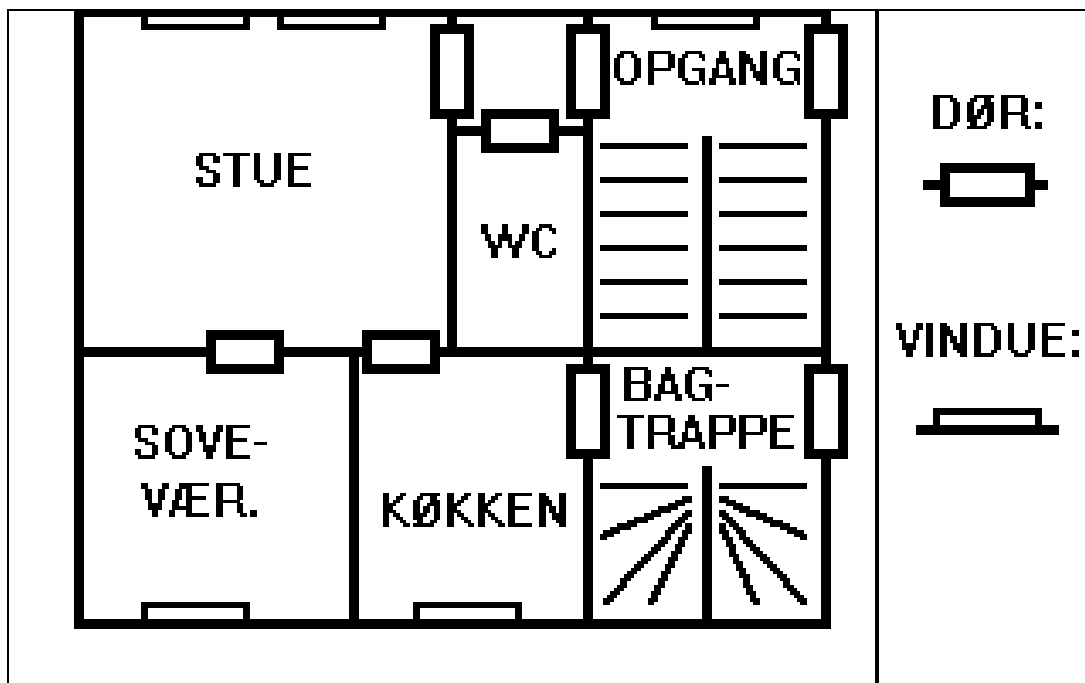 OPGANG
STUE
WC
BAG-
TRAPPE
SOVE-
VÆR.
KØKKEN
DØR:
VINDUE: